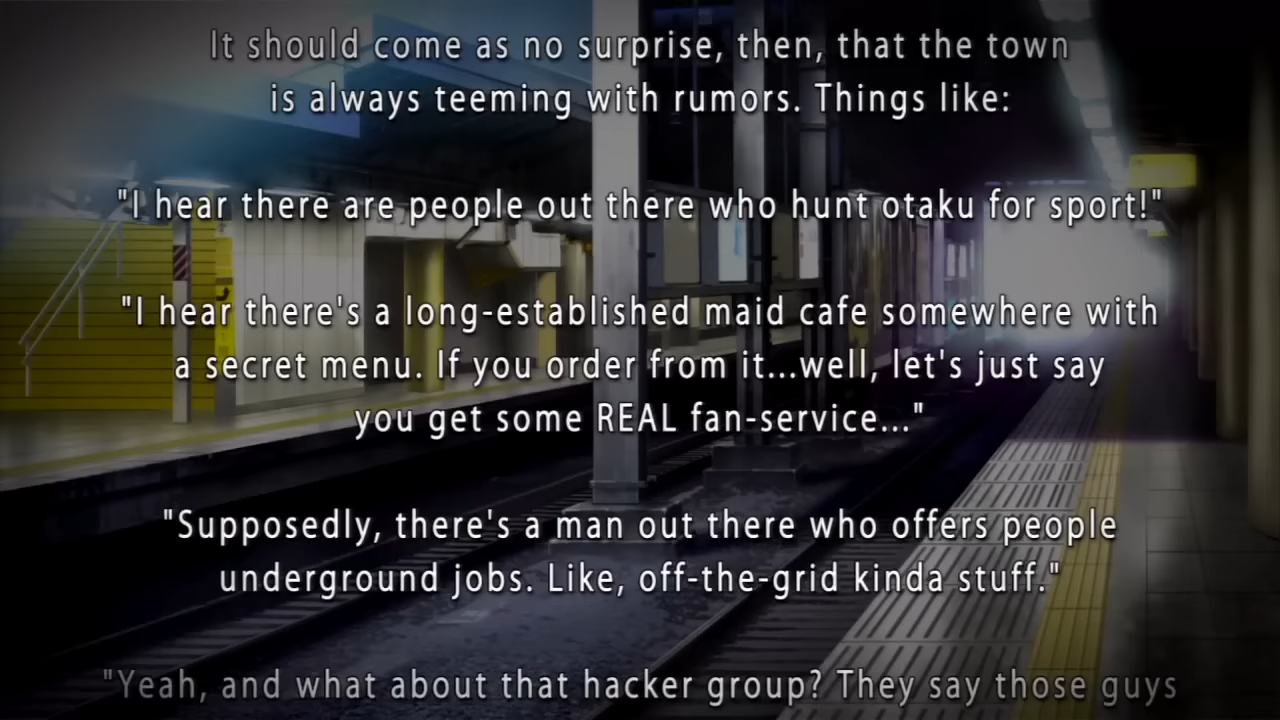 It should come as no surprise, then, that the town
is always teeming with rumors. Things like:
"I hear there are people out there who hunt otaku for sport!"
"I hear there's a long-established maid cafe somewhere with
a secret menu. If you order from it...well, let's just say
you get some REAL fan-service..."
"Supposedly, there's a man out there who offers people
underground jobs. Like, off-the-grid kinda stuff."
"Yeah, and what about that hacker group? They say those guys